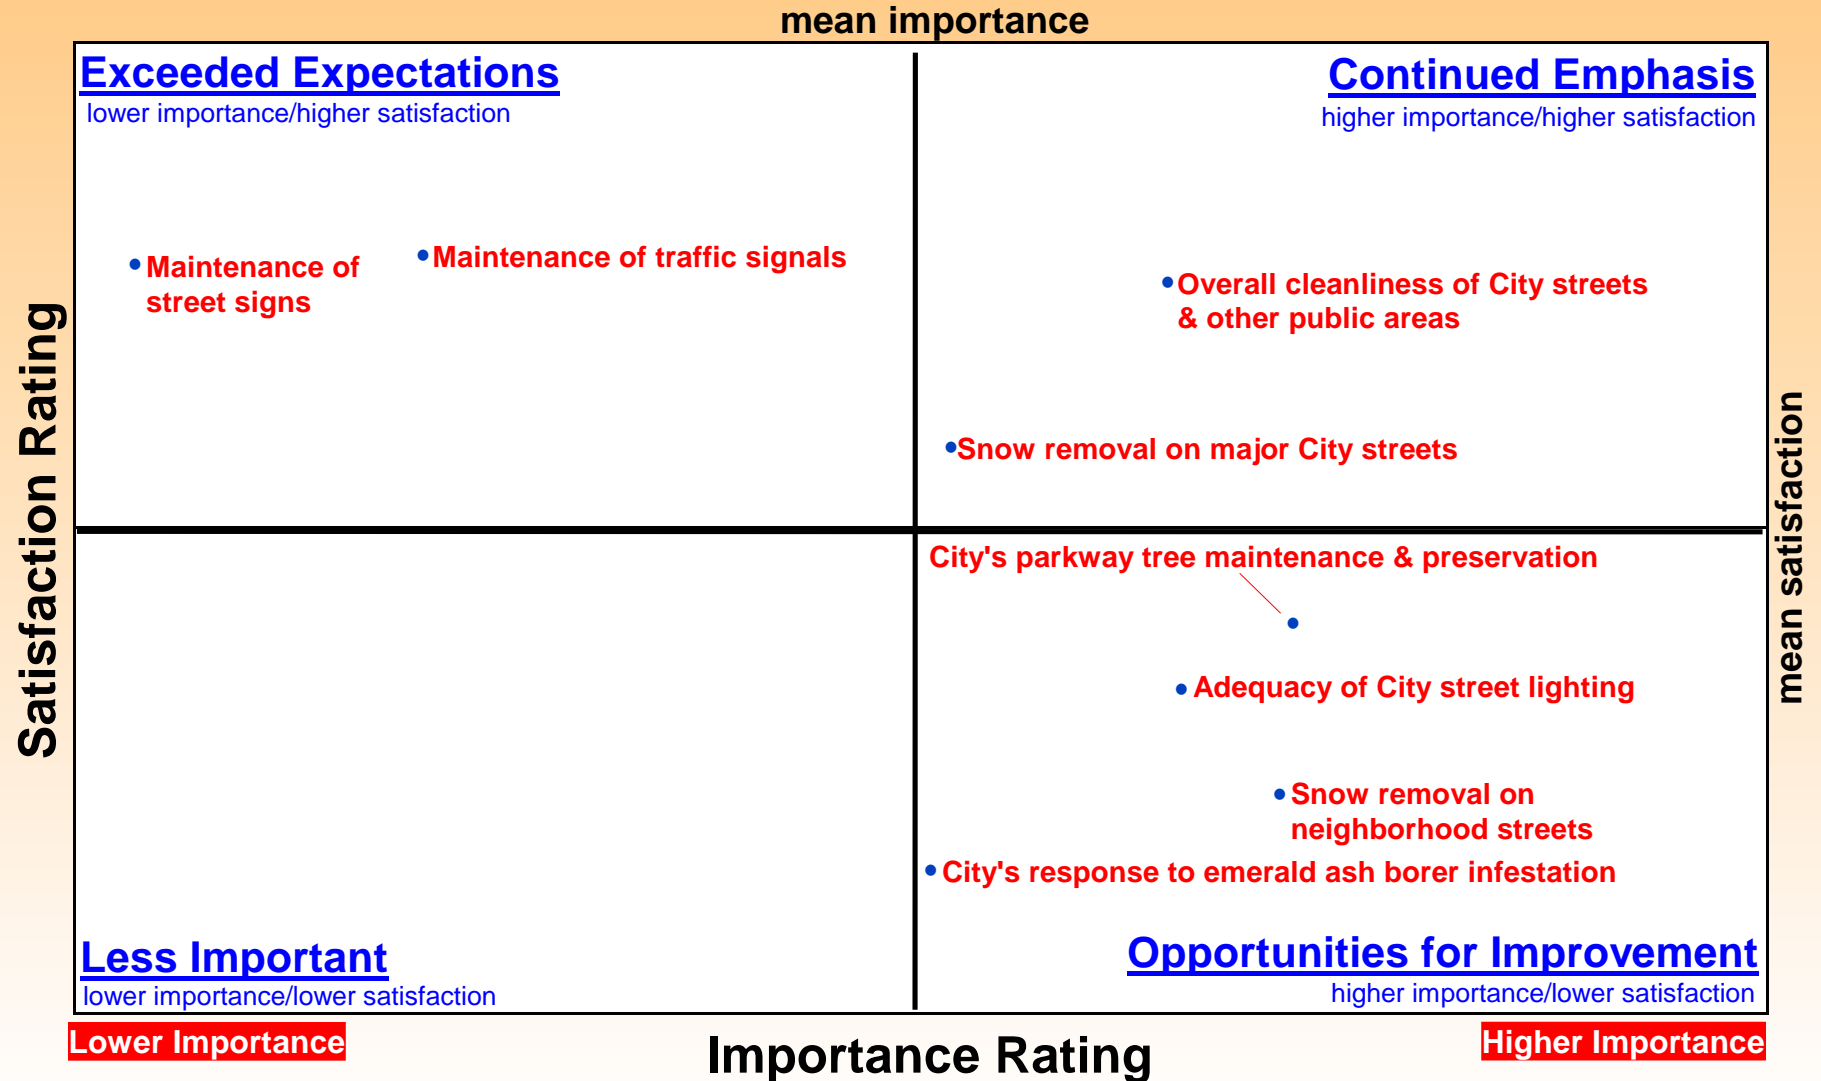 mean importance
Exceeded Expectations
lower importance/higher satisfaction
Continued Emphasis
higher importance/higher satisfaction
Maintenance of
street signs
Maintenance of traffic signals
Overall cleanliness of City streets
& other public areas
Snow removal on major City streets
Satisfaction Rating
mean satisfaction
City's parkway tree maintenance & preservation
Adequacy of City street lighting
Snow removal on
neighborhood streets
City's response to emerald ash borer infestation
Less Important
lower importance/lower satisfaction
Opportunities for Improvement
higher importance/lower satisfaction
Lower Importance
Importance Rating
Higher Importance